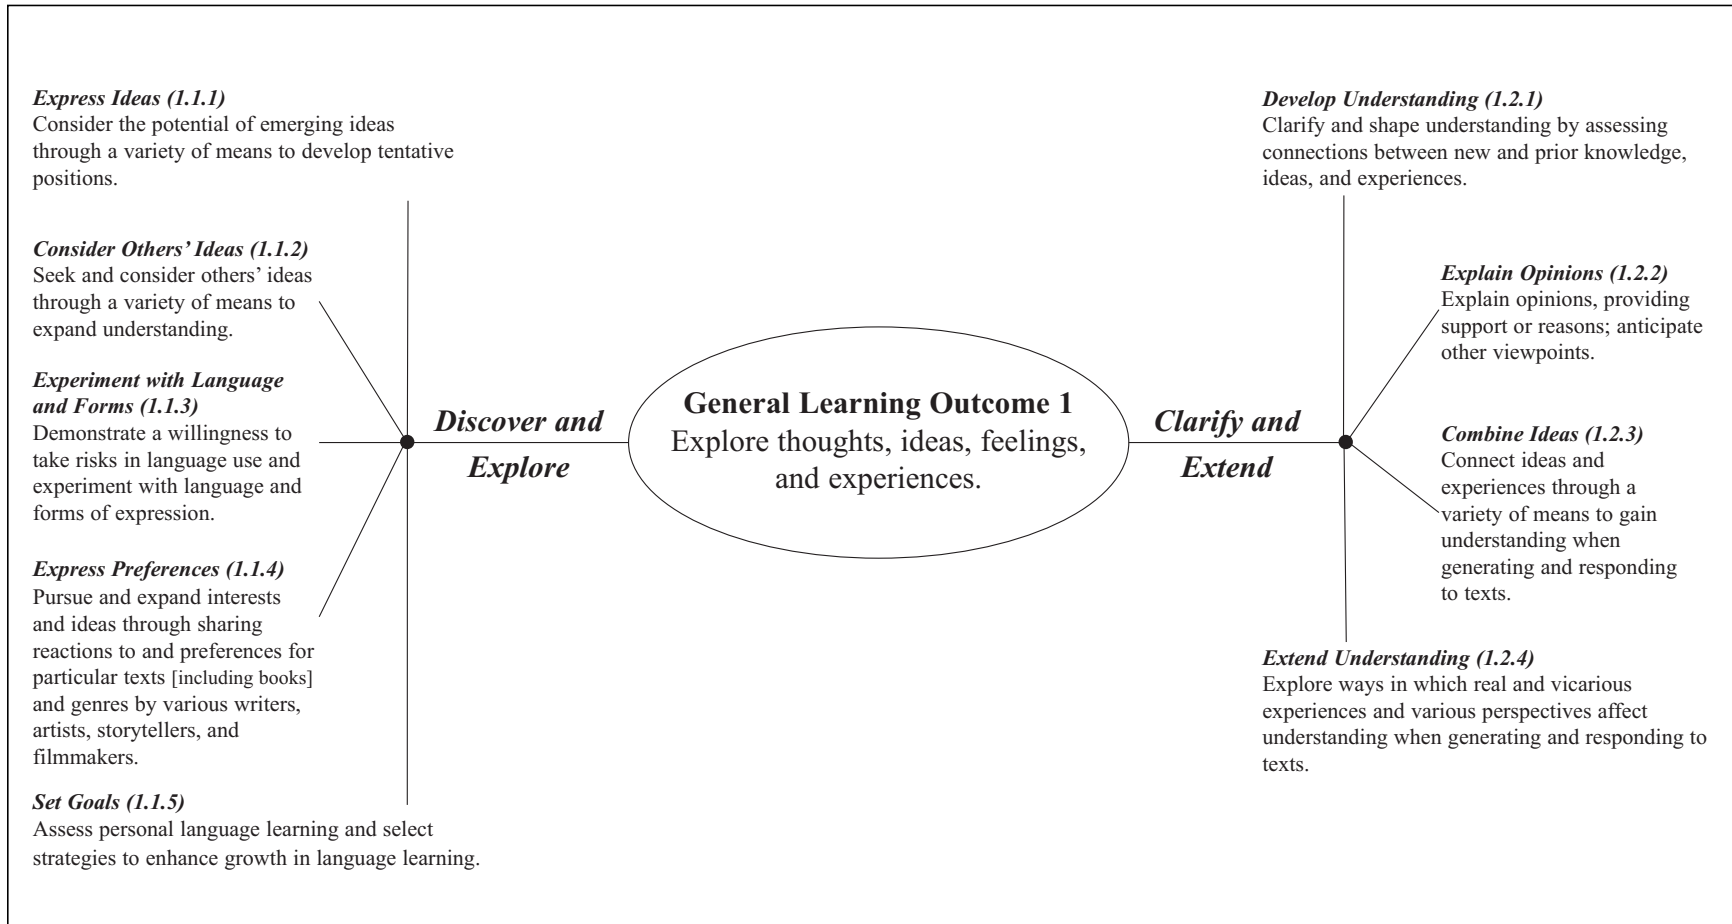 Express Ideas (1.1.1)
Consider the potential of emerging ideas
through a variety of means to develop tentative
positions.
Consider Others’ Ideas (1.1.2)
Seek and consider others’ ideas
through a variety of means to
expand understanding.
Experiment with Language
and Forms (1.1.3)
Demonstrate a willingness to
take risks in language use and
experiment with language and
forms of expression.
Express Preferences (1.1.4)
Pursue and expand interests
and ideas through sharing
reactions to and preferences for
particular texts [including books]
and genres by various writers,
artists, storytellers, and
filmmakers.
Set Goals (1.1.5)
Assess personal language learning and select
strategies to enhance growth in language learning.
Discover and
Explore
General Learning Outcome 1
Explore thoughts, ideas, feelings,
and experiences.
Clarify and
Extend
Develop Understanding (1.2.1)
Clarify and shape understanding by assessing
connections between new and prior knowledge,
ideas, and experiences.
Explain Opinions (1.2.2)
Explain opinions, providing
support or reasons; anticipate
other viewpoints.
Combine Ideas (1.2.3)
Connect ideas and
experiences through a
variety of means to gain
understanding when
generating and responding
to texts.
Extend Understanding (1.2.4)
Explore ways in which real and vicarious
experiences and various perspectives affect
understanding when generating and responding to
texts.